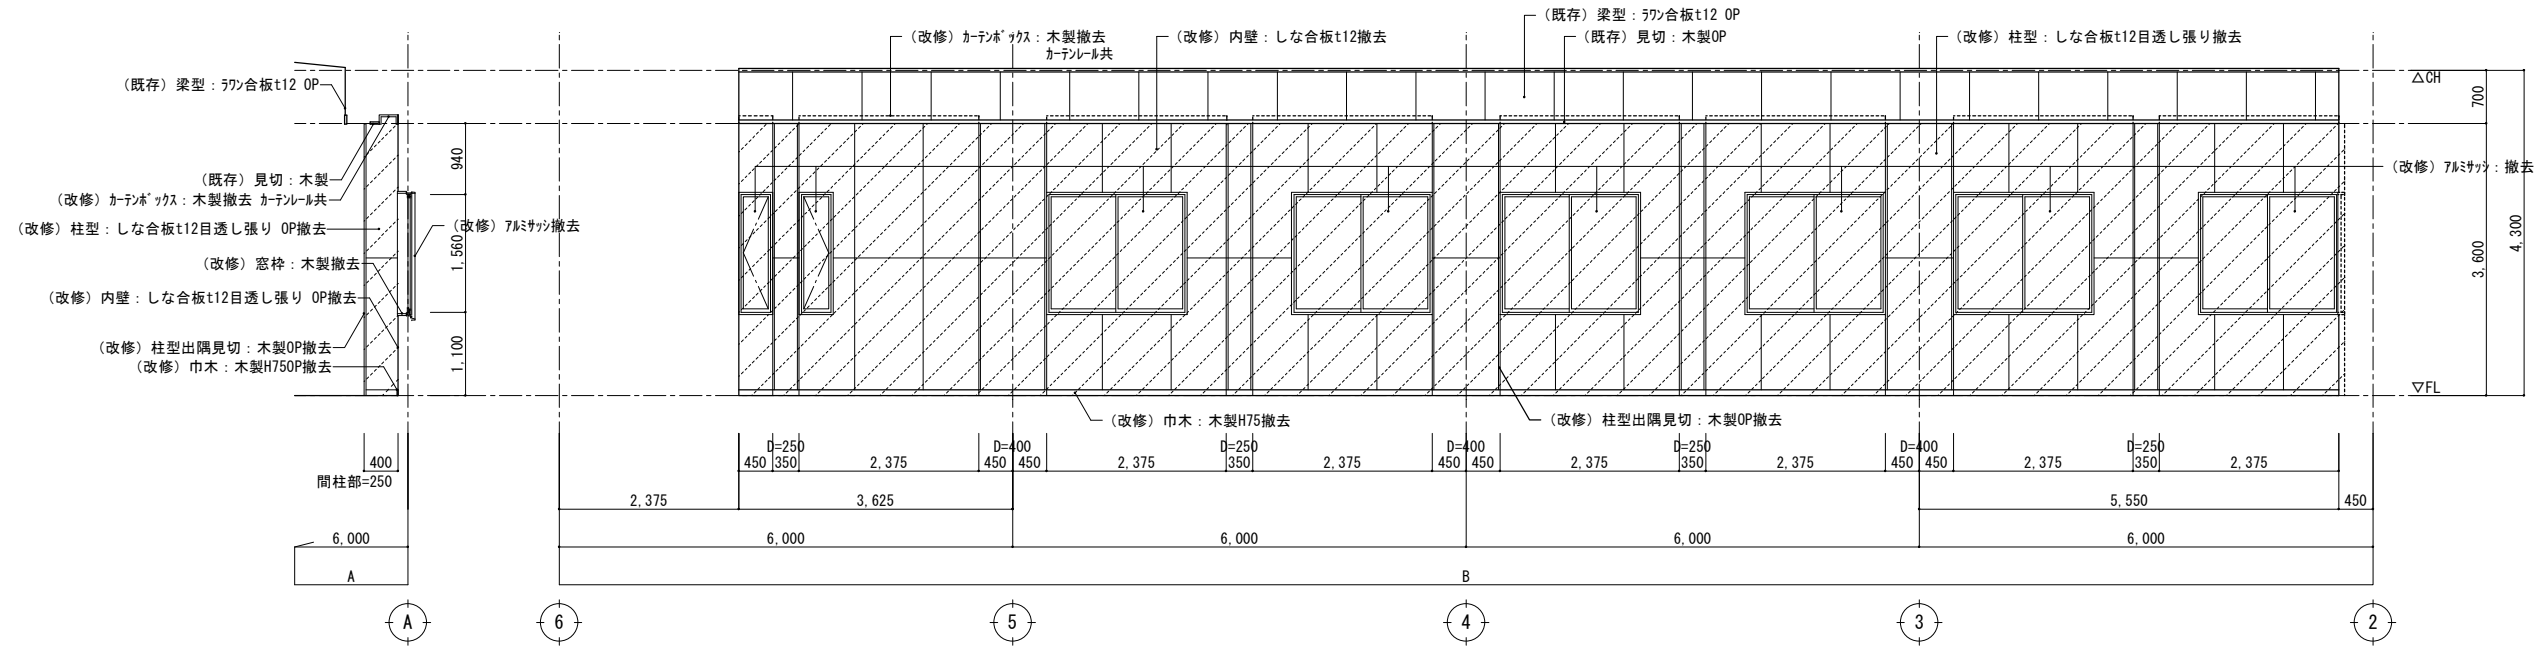 (既存) 梁型：ﾗﾜﾝ合板t12 OP
(改修) ｶｰﾃﾝﾎﾞｯｸｽ：木製撤去
ｶｰﾃﾝﾚｰﾙ共
(改修) 内壁：しな合板t12撤去
(既存) 見切：木製OP
(改修) 柱型：しな合板t12目透し張り撤去
(既存) 梁型：ﾗﾜﾝ合板t12 OP
△CH
700
940
(既存) 見切：木製
(改修) ｶｰﾃﾝﾎﾞｯｸｽ：木製撤去 ｶｰﾃﾝﾚｰﾙ共
(改修) ｱﾙﾐｻｯｼ：撤去
(改修) 柱型：しな合板t12目透し張り OP撤去
(改修) ｱﾙﾐｻｯｼ撤去
1,560
3,600
4,300
(改修) 窓枠：木製撤去
(改修) 内壁：しな合板t12目透し張り OP撤去
(改修) 柱型出隅見切：木製OP撤去
(改修) 巾木：木製H75OP撤去
1,100
▽FL
(改修) 巾木：木製H75撤去
(改修) 柱型出隅見切：木製OP撤去
D=250 D=400 D=250 D=400 D=250 D=400 D=250
400 450 350 2,375 450 450 2,375 350 2,375 450 450 2,375 350 2,375 450 450 2,375 350 2,375
間柱部=250
2,375 3,625 5,550 450
6,000 6,000 6,000 6,000 6,000
A B
A 6 5 4 3 2